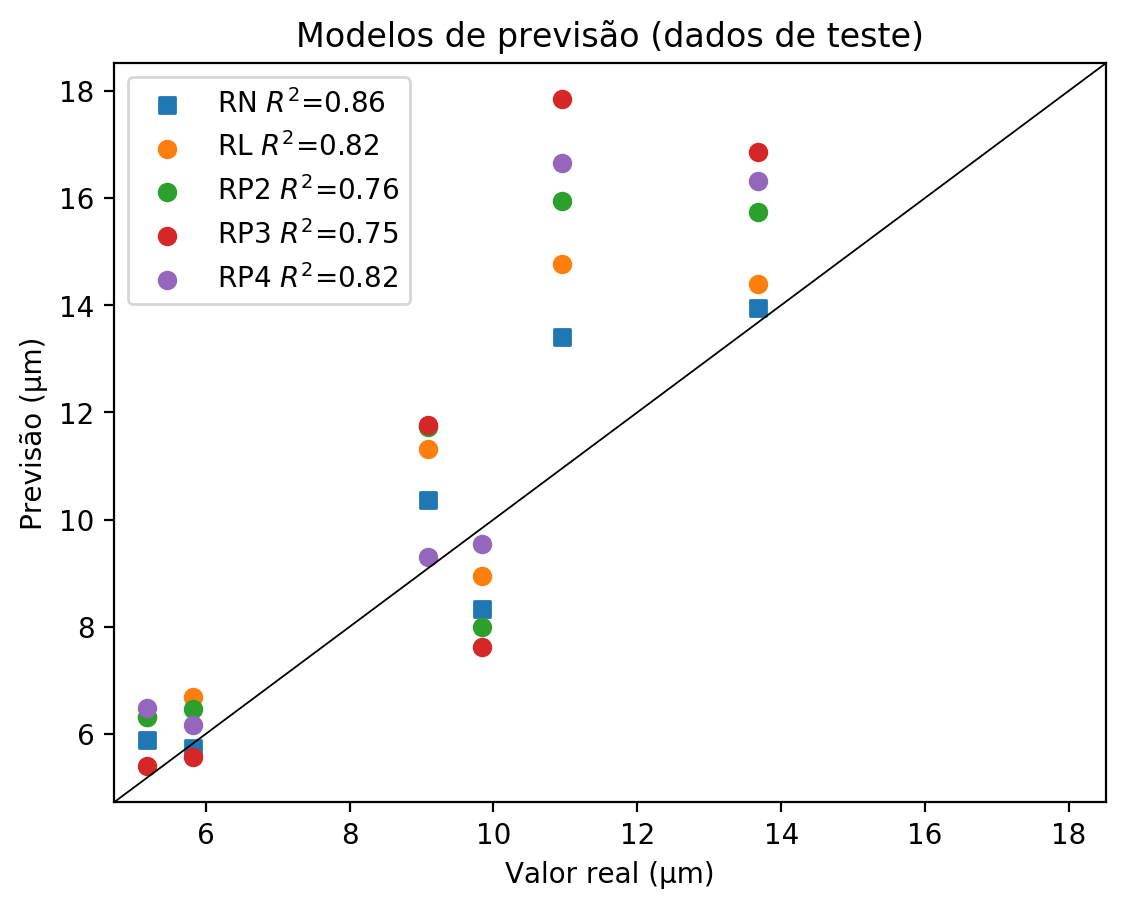 Modelos de previsão (dados de teste)
RN R²=0.86
RL R²=0.82
RP2 R²=0.76
RP3 R²=0.75
RP4 R²=0.82
18
16
14
12
10
8
6
Previsão (µm)
6 8 10 12 14 16 18
Valor real (µm)